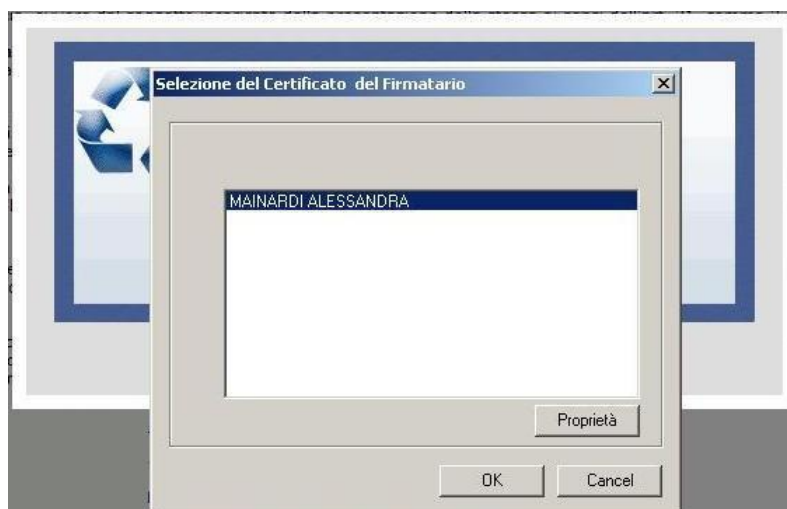 Selezione del Certificato del Firmatario
MAINARDI ALESSANDRA
Proprietà
OK
Cancel